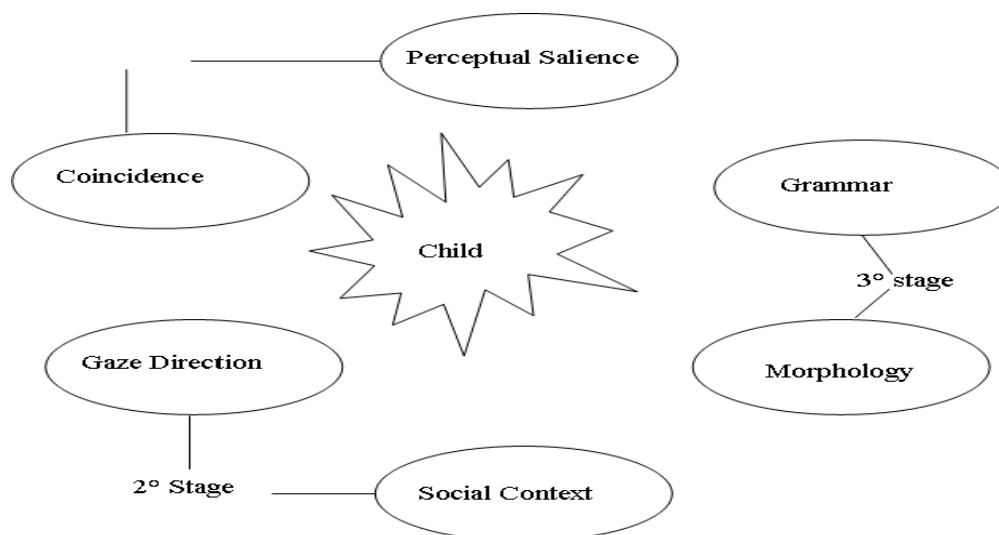 Perceptual Salience
Coincidence
Grammar
Child
3° stage
Gaze Direction
Morphology
2° Stage
Social Context